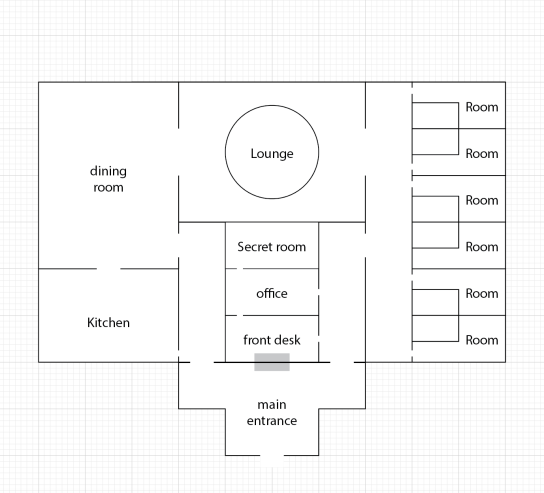 Room
Lounge
Room
dining
room
Room
Secret room
Room
office
Room
Kitchen
front desk
Room
main
entrance